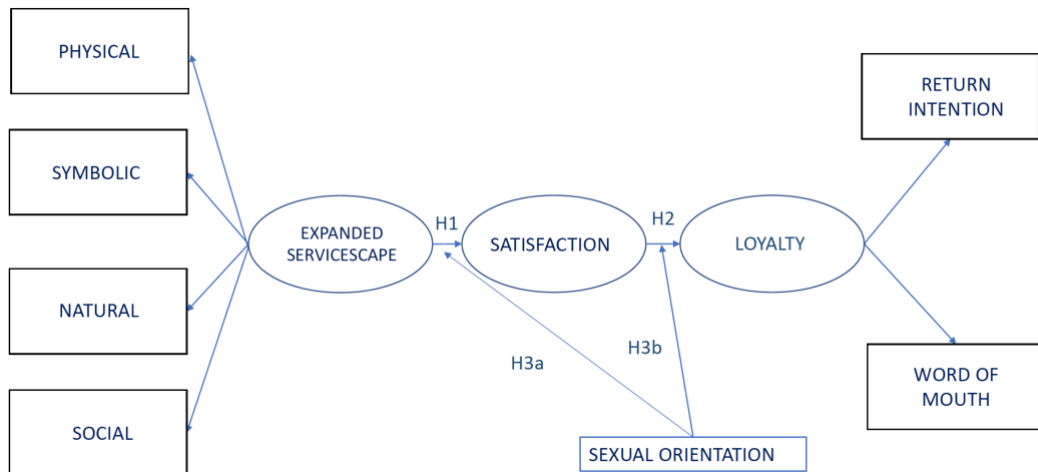 PHYSICAL
SYMBOLIC
NATURAL
SOCIAL
EXPANDED
SERVICESCAPE
H1
SATISFACTION
H2
LOYALTY
RETURN
INTENTION
WORD OF
MOUTH
H3a
H3b
SEXUAL ORIENTATION